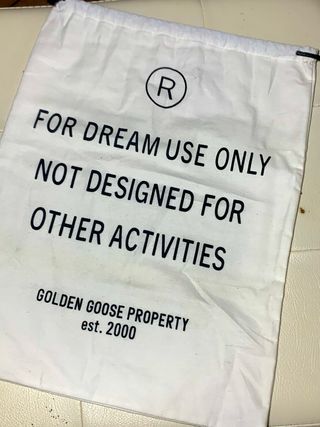 ®
FOR DREAM USE ONLY
NOT DESIGNED FOR
OTHER ACTIVITIES
GOLDEN GOOSE PROPERTY
est. 2000